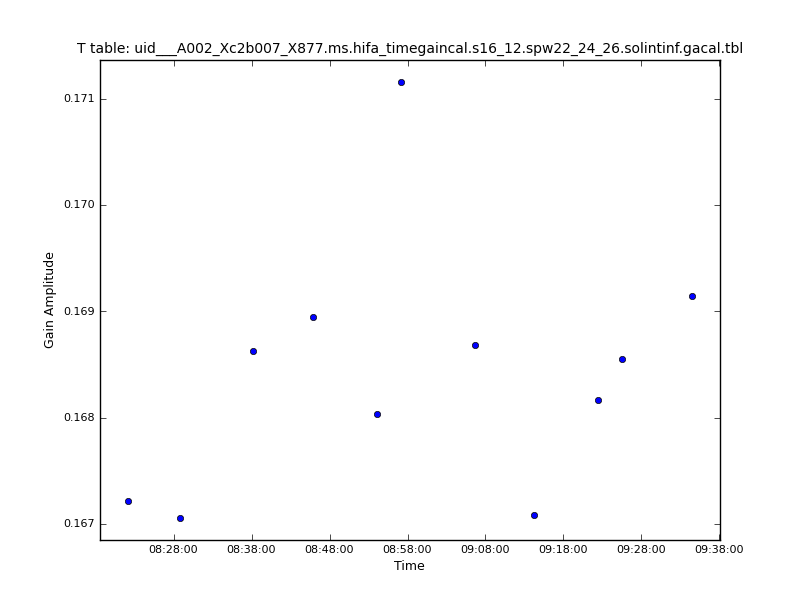 T table: uid___A002_Xc2b007_X877.ms.hifa_timegaincal.s16_12.spw22_24_26.solintinf.gacal.tbl
0.171
0.170
0.169
0.168
0.167
Gain Amplitude
08:28:00 08:38:00 08:48:00 08:58:00 09:08:00 09:18:00 09:28:00 09:38:00
Time